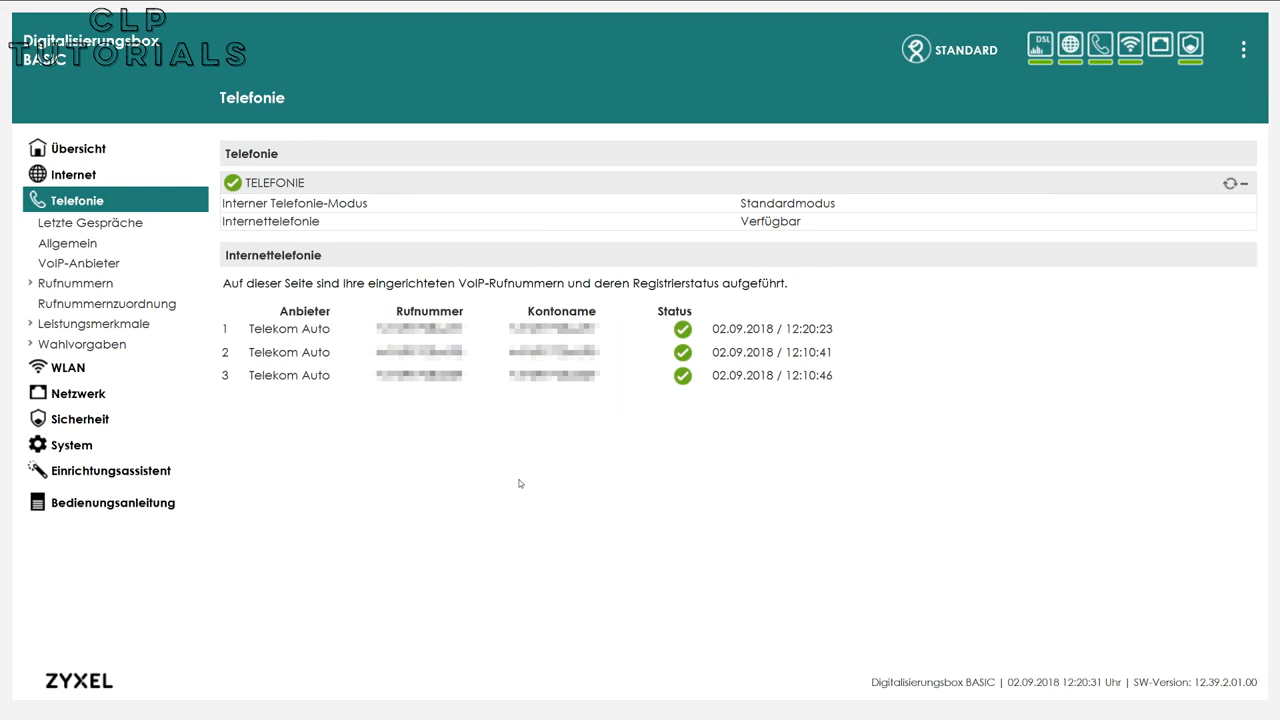 CLP
TUTORIALS
Digitalisierungsbox
BASIC
STANDARD
DSL
Telefonie
Übersicht
Internet
Telefonie
Letzte Gespräche
Allgemein
VoIP-Anbieter
Rufnummern
Rufnummernzuordnung
Leistungsmerkmale
Wahlvorgaben
WLAN
Netzwerk
Sicherheit
System
Einrichtungsassistent
Bedienungsanleitung
Telefonie
TELEFONIE
Interner Telefonie-Modus Standardmodus
Internettelefonie Verfügbar
Internettelefonie
Auf dieser Seite sind Ihre eingerichteten VoIP-Rufnummern und deren Registrierstatus aufgeführt.
Anbieter Rufnummer Kontoname Status
1 Telekom Auto 02.09.2018 / 12:20:23
2 Telekom Auto 02.09.2018 / 12:10:41
3 Telekom Auto 02.09.2018 / 12:10:46
ZYXEL
Digitalisierungsbox BASIC | 02.09.2018 12:20:31 Uhr | SW-Version: 12.39.2.01.00